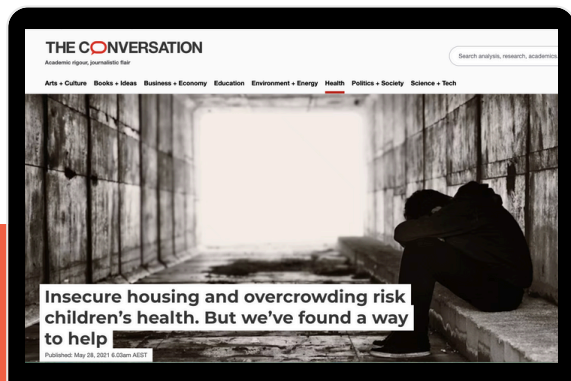 THE CONVERSATION
Academic rigour, journalistic flair
Search analysis, research, academics
Arts + Culture Books + Ideas Business + Economy Education Environment + Energy Health Politics + Society Science + Tech
Insecure housing and overcrowding risk
children’s health. But we’ve found a way
to help
Published: May 28, 2021 6.03am AEST